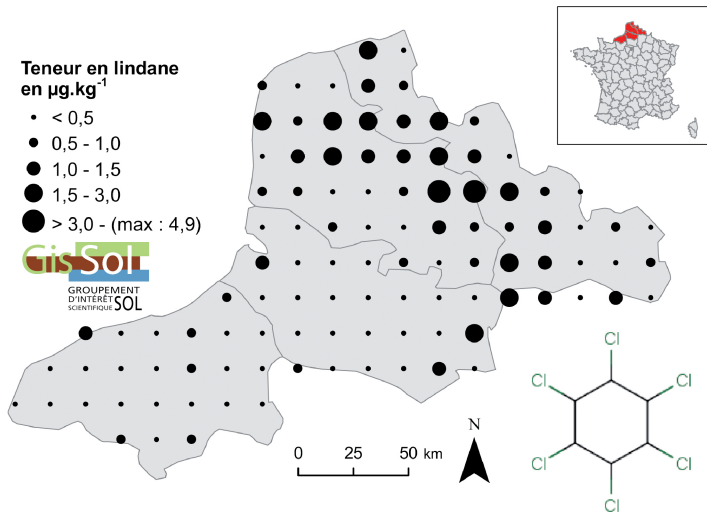 Teneur en lindane
en µg.kg⁻¹
< 0,5
0,5 - 1,0
1,0 - 1,5
1,5 - 3,0
> 3,0 - (max : 4,9)
GisSol
GROUPEMENT
D'INTÉRÊT
SCIENTIFIQUE SOL
N
0 25 50 km
Cl
Cl
Cl
Cl
Cl
Cl